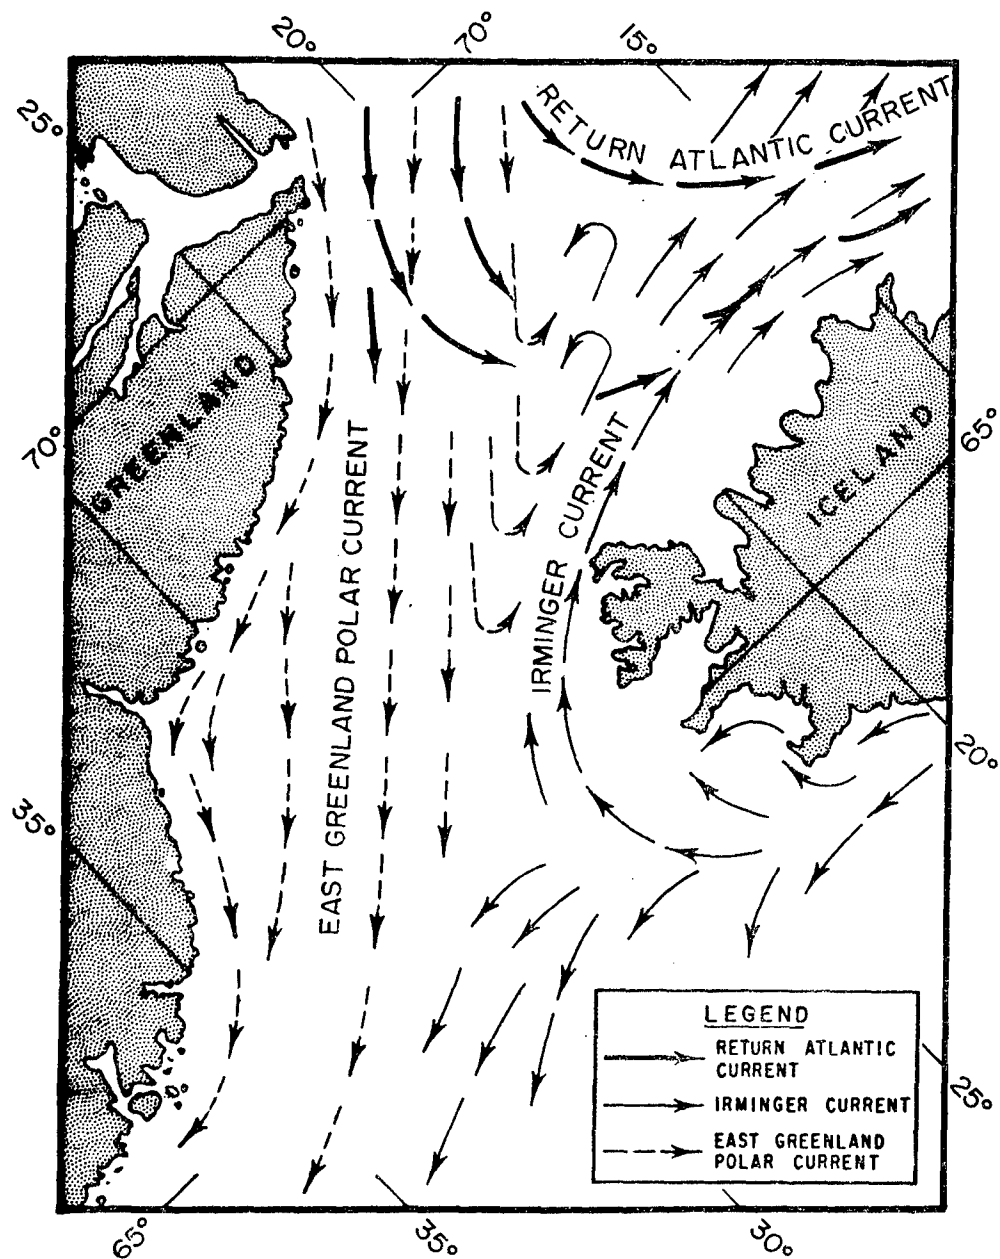 20°
70°
15°
25°
RETURN ATLANTIC CURRENT
GREENLAND
70°
EAST GREENLAND POLAR CURRENT
IRMINGER CURRENT
ICELAND
65°
20°
35°
LEGEND
RETURN ATLANTIC
CURRENT
IRMINGER CURRENT
EAST GREENLAND
POLAR CURRENT
25°
65°
35°
30°